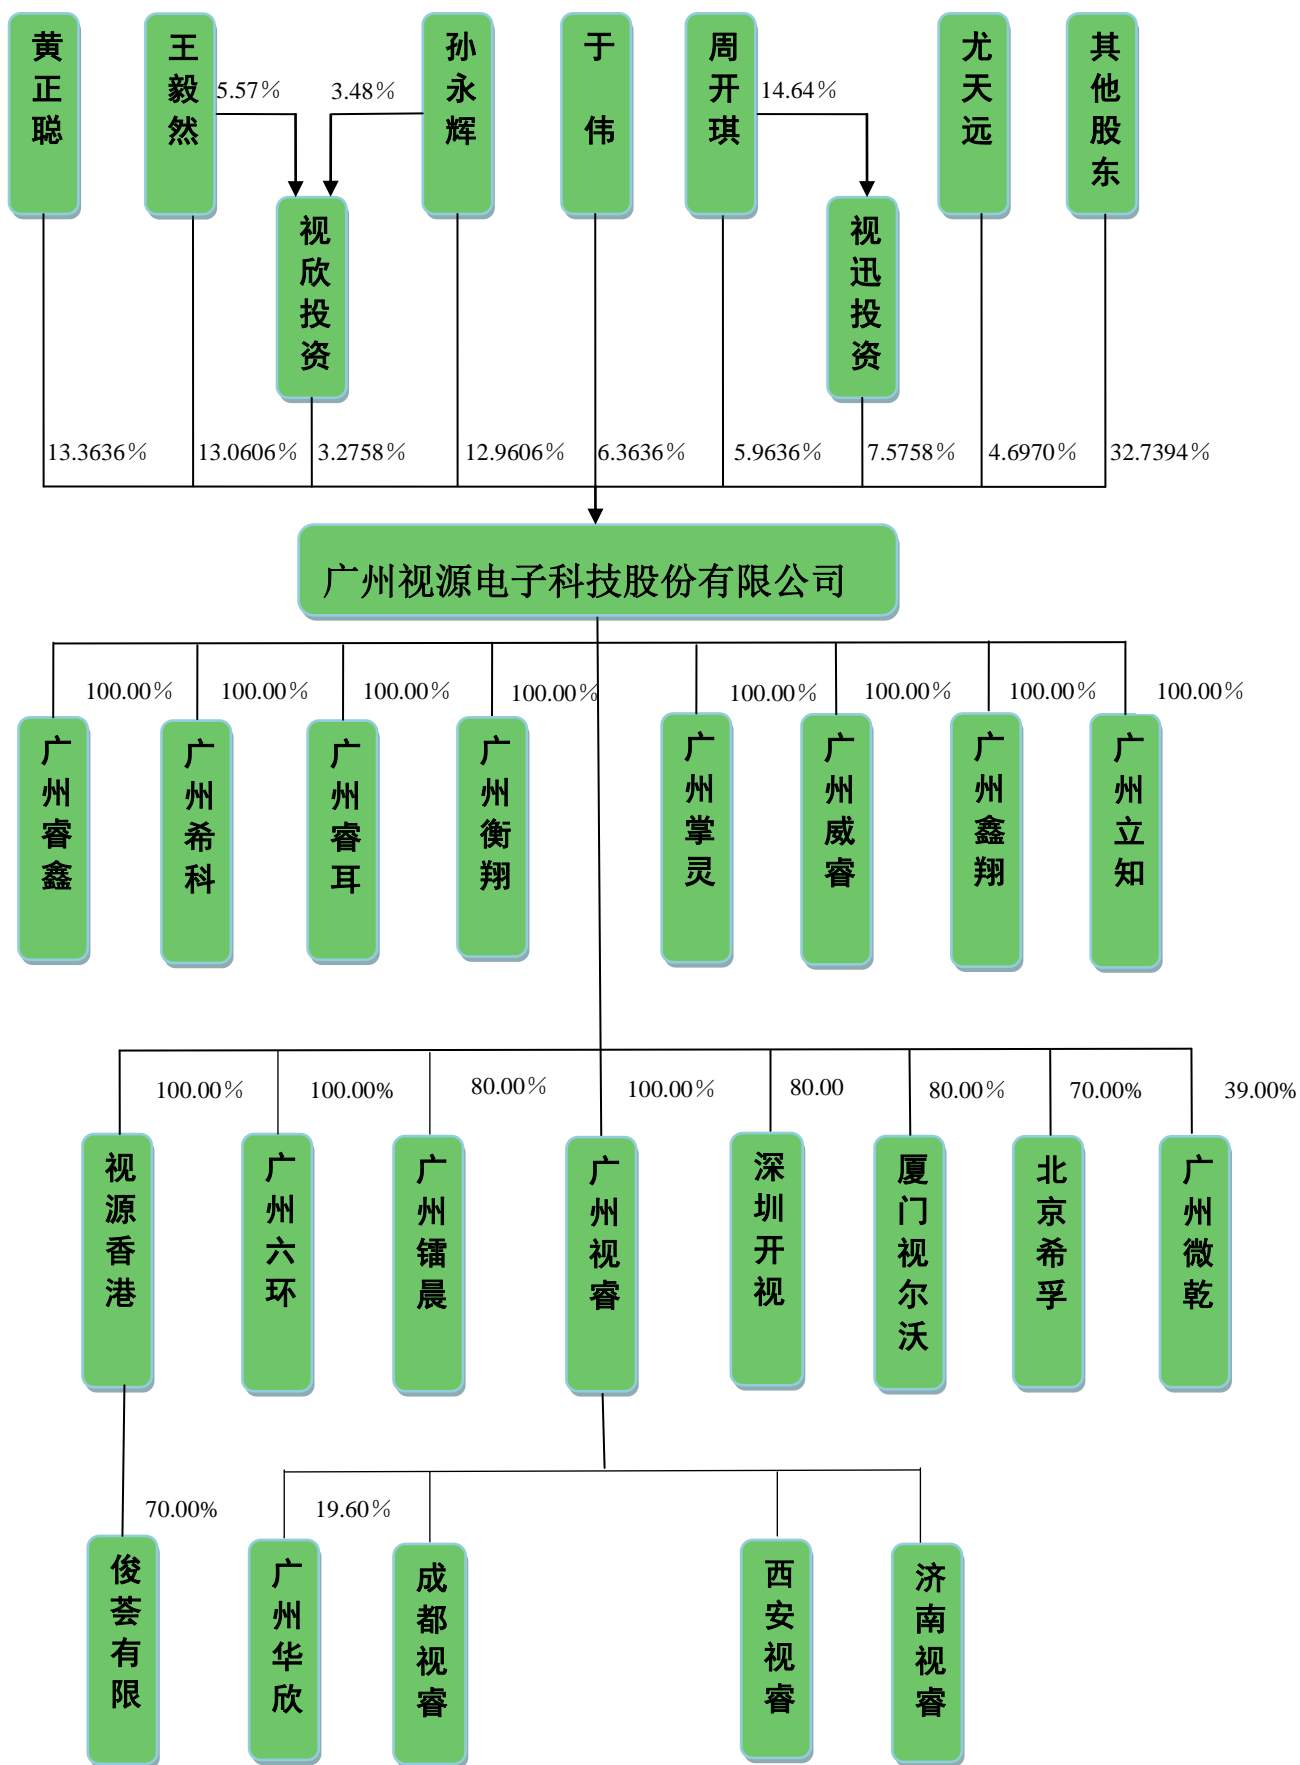 黄正聪
王毅然
孙永辉
于伟
周开琪
尤天远
其他股东
5.57%
3.48%
14.64%
视欣投资
视迅投资
13.3636%
13.0606%
3.2758%
12.9606%
6.3636%
5.9636%
7.5758%
4.6970%
32.7394%
广州视源电子科技股份有限公司
100.00%
100.00%
100.00%
100.00%
100.00%
100.00%
100.00%
100.00%
广州睿鑫
广州希科
广州睿耳
广州衡翔
广州掌灵
广州威睿
广州鑫翔
广州立知
100.00%
100.00%
80.00%
100.00%
80.00
80.00%
70.00%
39.00%
视源香港
广州六环
广州镭晨
广州视睿
深圳开视
厦门视尔沃
北京希孚
广州微乾
70.00%
19.60%
俊荟有限
广州华欣
成都视睿
西安视睿
济南视睿